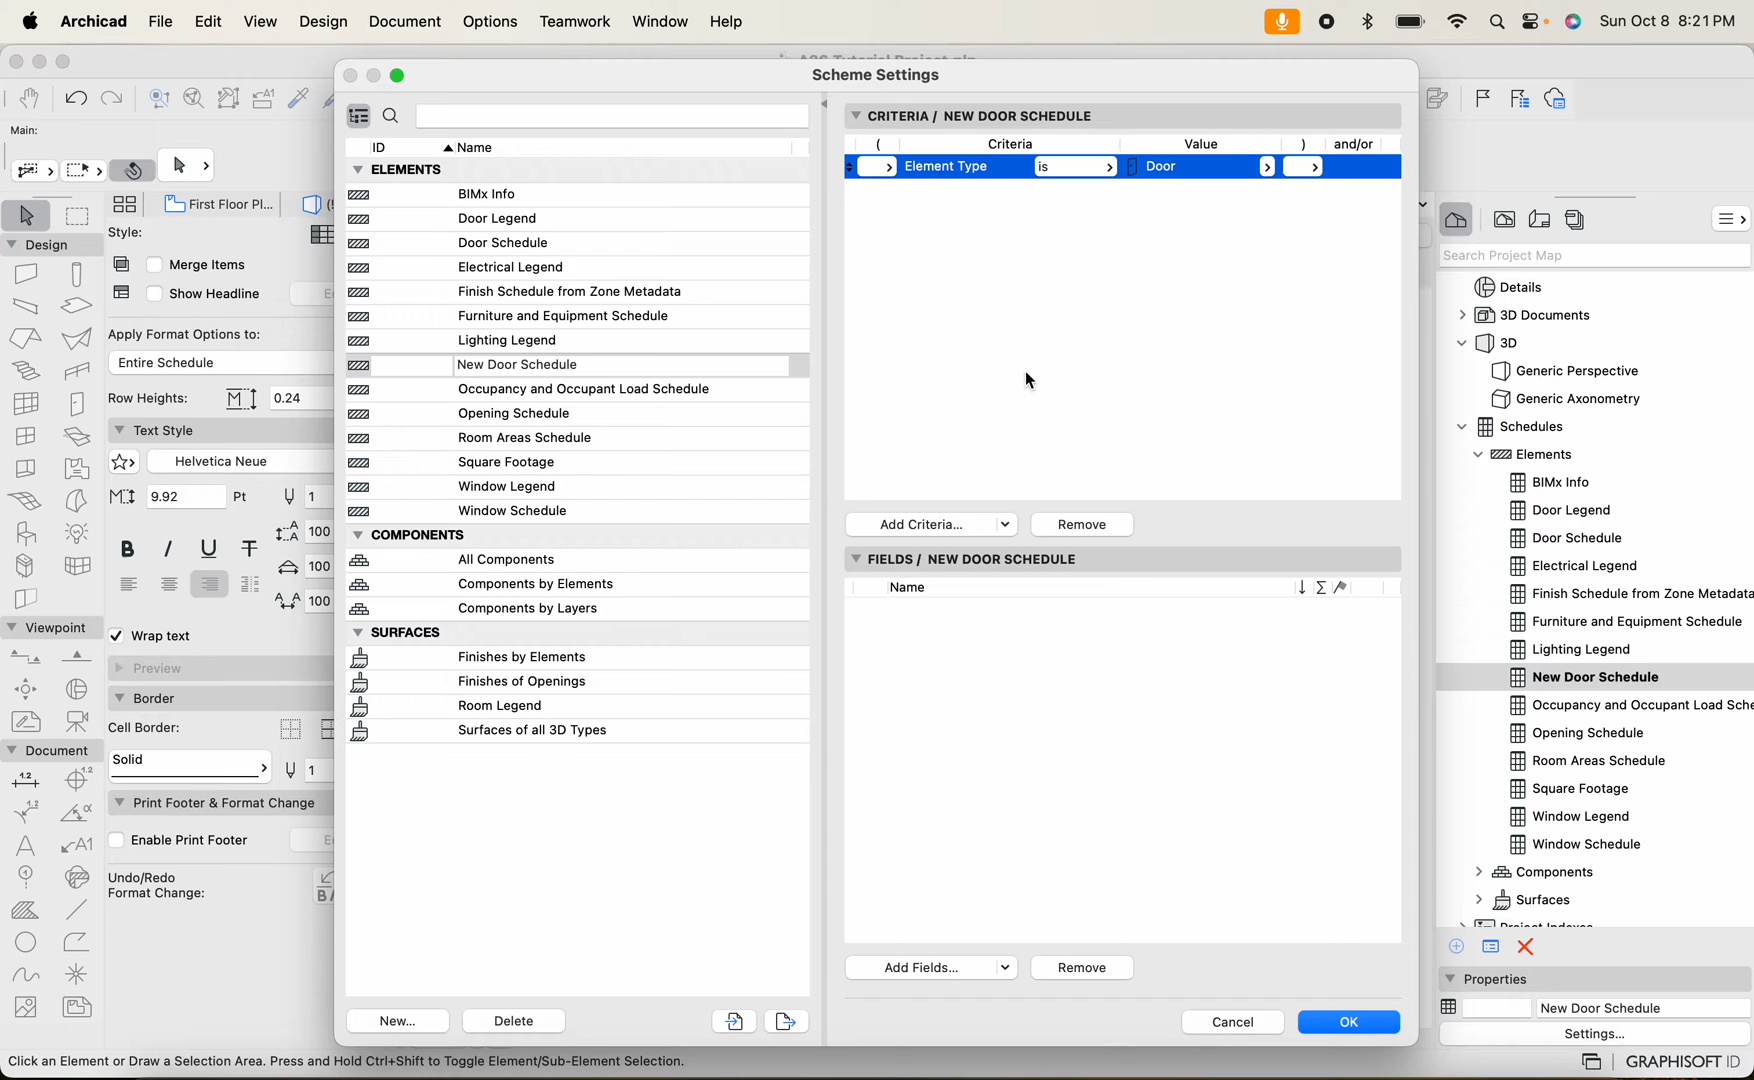 Archicad File Edit View Design Document Options Teamwork Window Help Sun Oct 8 8:21 PM
Scheme Settings
Main:
First Floor Pl...
Style:
Merge Items
Show Headline
Apply Format Options to:
Entire Schedule
Row Heights: 0.24
Text Style
Helvetica Neue
9.92 Pt 1
100
100
100
Wrap text
Preview
Border
Cell Border:
Solid 1
Print Footer & Format Change
Enable Print Footer
Undo/Redo
Format Change:
Design
Viewpoint
Document
ID Name
ELEMENTS
BIMx Info
Door Legend
Door Schedule
Electrical Legend
Finish Schedule from Zone Metadata
Furniture and Equipment Schedule
Lighting Legend
New Door Schedule
Occupancy and Occupant Load Schedule
Opening Schedule
Room Areas Schedule
Square Footage
Window Legend
Window Schedule
COMPONENTS
All Components
Components by Elements
Components by Layers
SURFACES
Finishes by Elements
Finishes of Openings
Room Legend
Surfaces of all 3D Types
New... Delete
CRITERIA / NEW DOOR SCHEDULE
( Criteria Value ) and/or
Element Type is Door
Add Criteria... Remove
FIELDS / NEW DOOR SCHEDULE
Name
Add Fields... Remove
Cancel OK
Search Project Map
Details
3D Documents
3D
Generic Perspective
Generic Axonometry
Schedules
Elements
BIMx Info
Door Legend
Door Schedule
Electrical Legend
Finish Schedule from Zone Metadata
Furniture and Equipment Schedule
Lighting Legend
New Door Schedule
Occupancy and Occupant Load Sche
Opening Schedule
Room Areas Schedule
Square Footage
Window Legend
Window Schedule
Components
Surfaces
Properties
New Door Schedule
Settings...
Click an Element or Draw a Selection Area. Press and Hold Ctrl+Shift to Toggle Element/Sub-Element Selection.
GRAPHISOFT ID